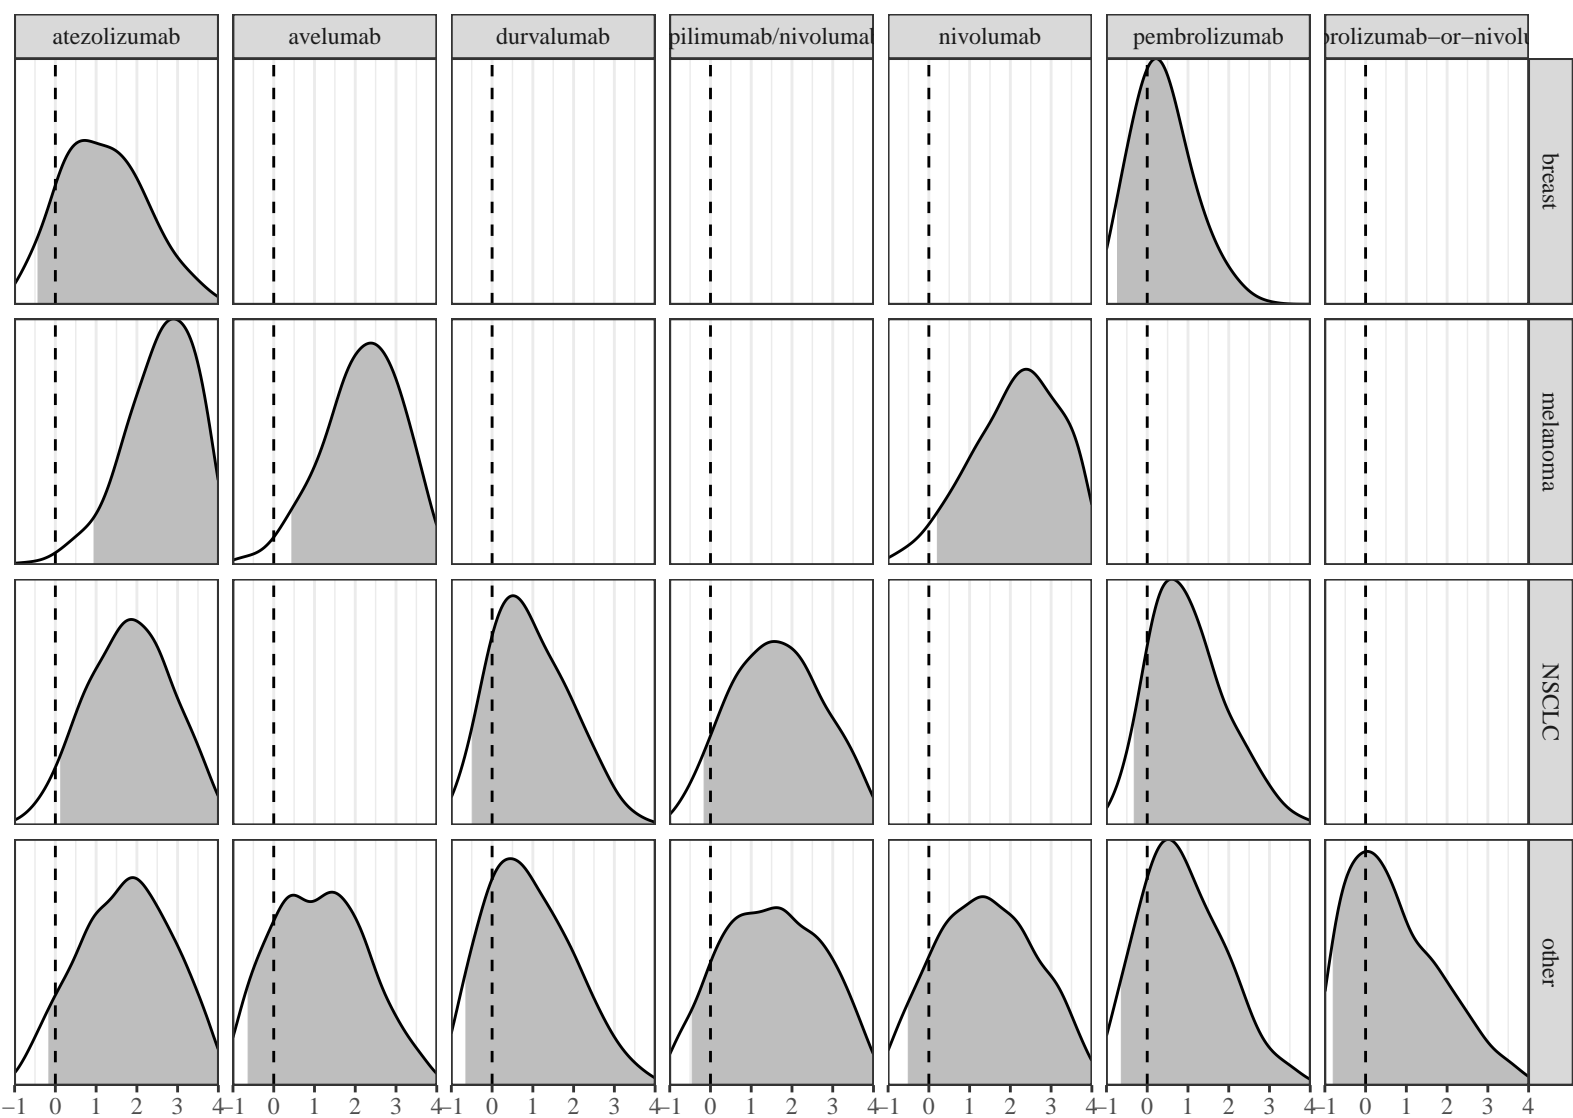 atezolizumab avelumab durvalumab pilimumab/nivolumab nivolumab pembrolizumab brolizumab–or–nivolu
breast
melanoma
NSCLC
other
–1 0 1 2 3 4 –1 0 1 2 3 4 –1 0 1 2 3 4 –1 0 1 2 3 4 –1 0 1 2 3 4 –1 0 1 2 3 4 –1 0 1 2 3 4